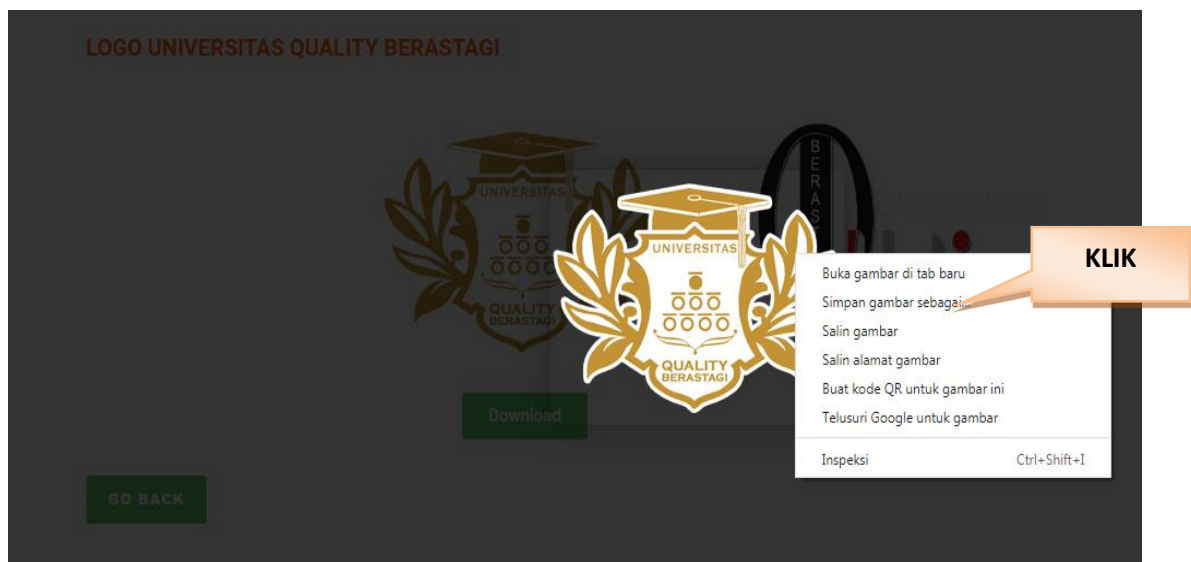 LOGO UNIVERSITAS QUALITY BERASTAGI
UNIVERSITAS
QUALITY
BERASTAGI
BERAST
UNIVERSITAS
QUALITY
BERASTAGI
Buka gambar di tab baru
Simpan gambar sebagai...
Salin gambar
Salin alamat gambar
Buat kode QR untuk gambar ini
Telusuri Google untuk gambar
Inspeksi Ctrl+Shift+I
KLIK
Download
GO BACK